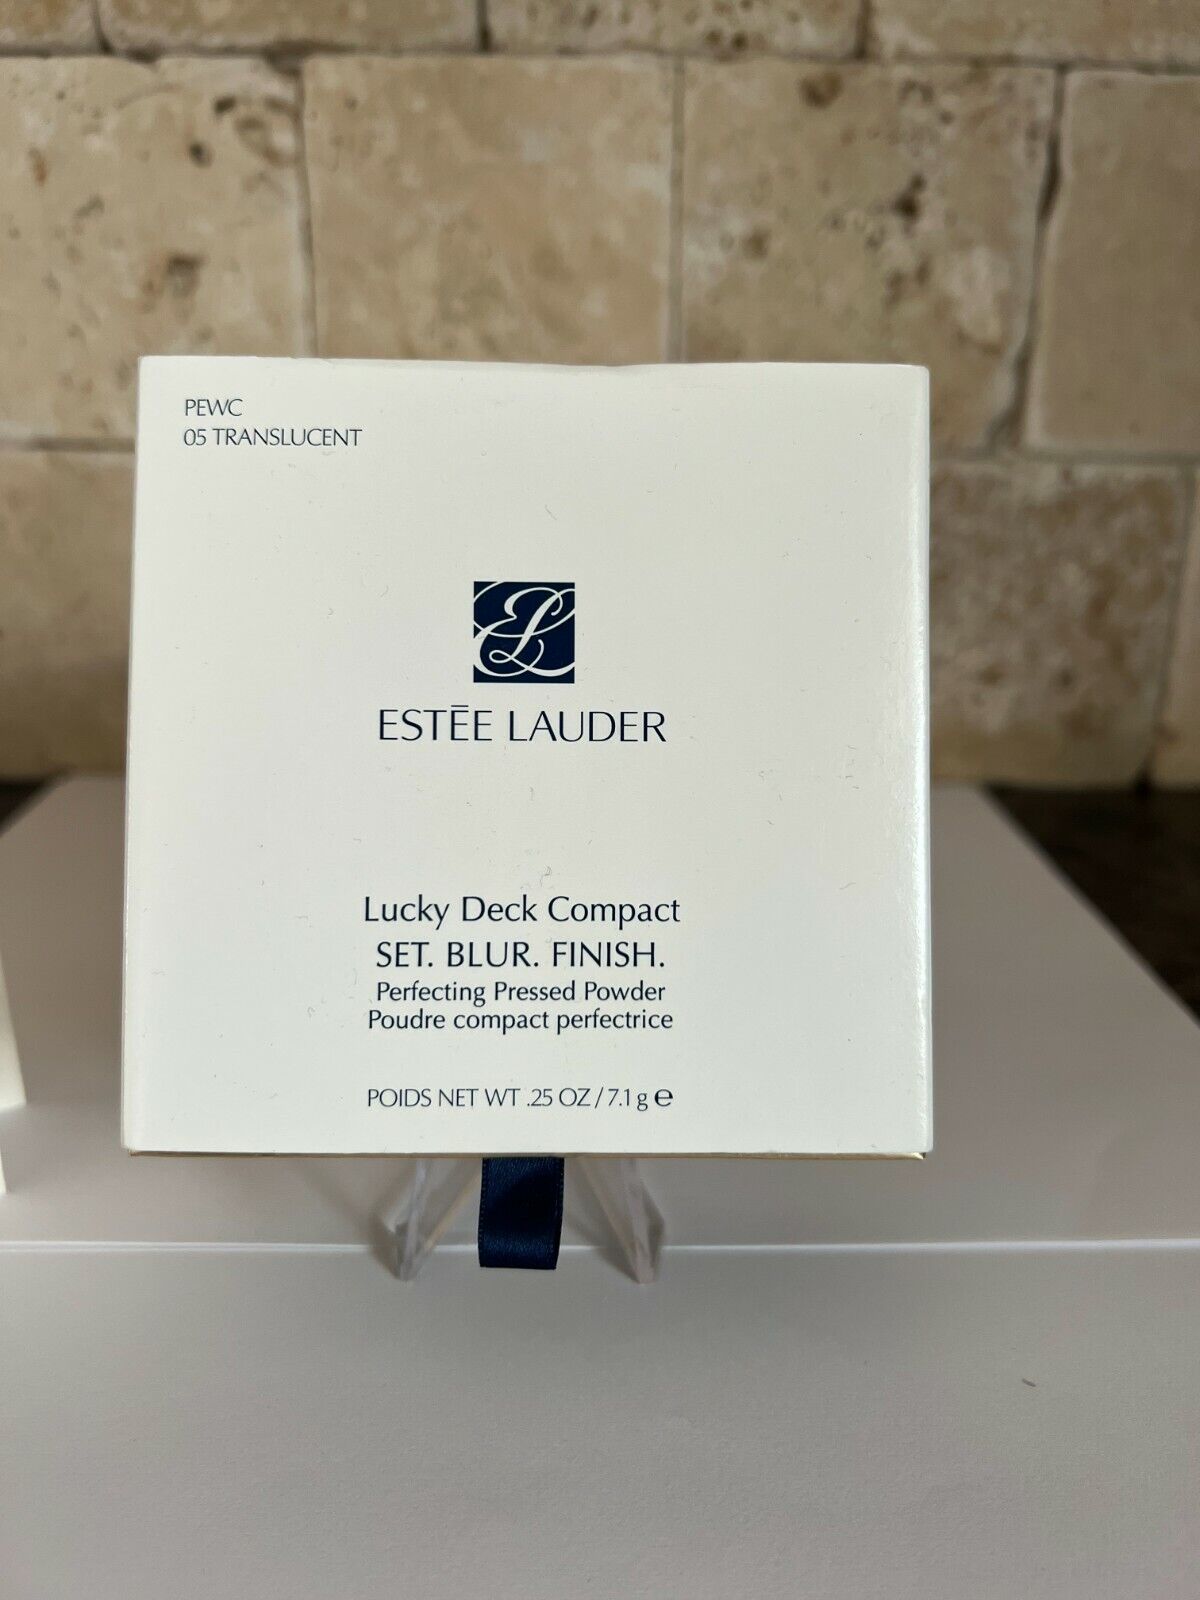 PEWC
05 TRANSLUCENT
EL
ESTĒE LAUDER
Lucky Deck Compact
SET. BLUR. FINISH.
Perfecting Pressed Powder
Poudre compact perfectrice
POIDS NET WT .25 OZ / 7.1 g ℮